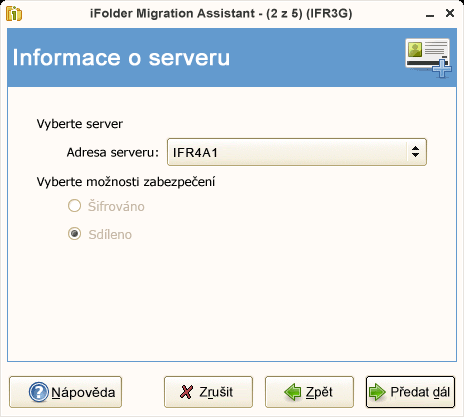 iFolder Migration Assistant - (2 z 5) (IFR3G)
Informace o serveru
Vyberte server
Adresa serveru: IFR4A1
Vyberte možnosti zabezpečení
Šifrováno
Sdíleno
Nápověda Zrušit Zpět Předat dál